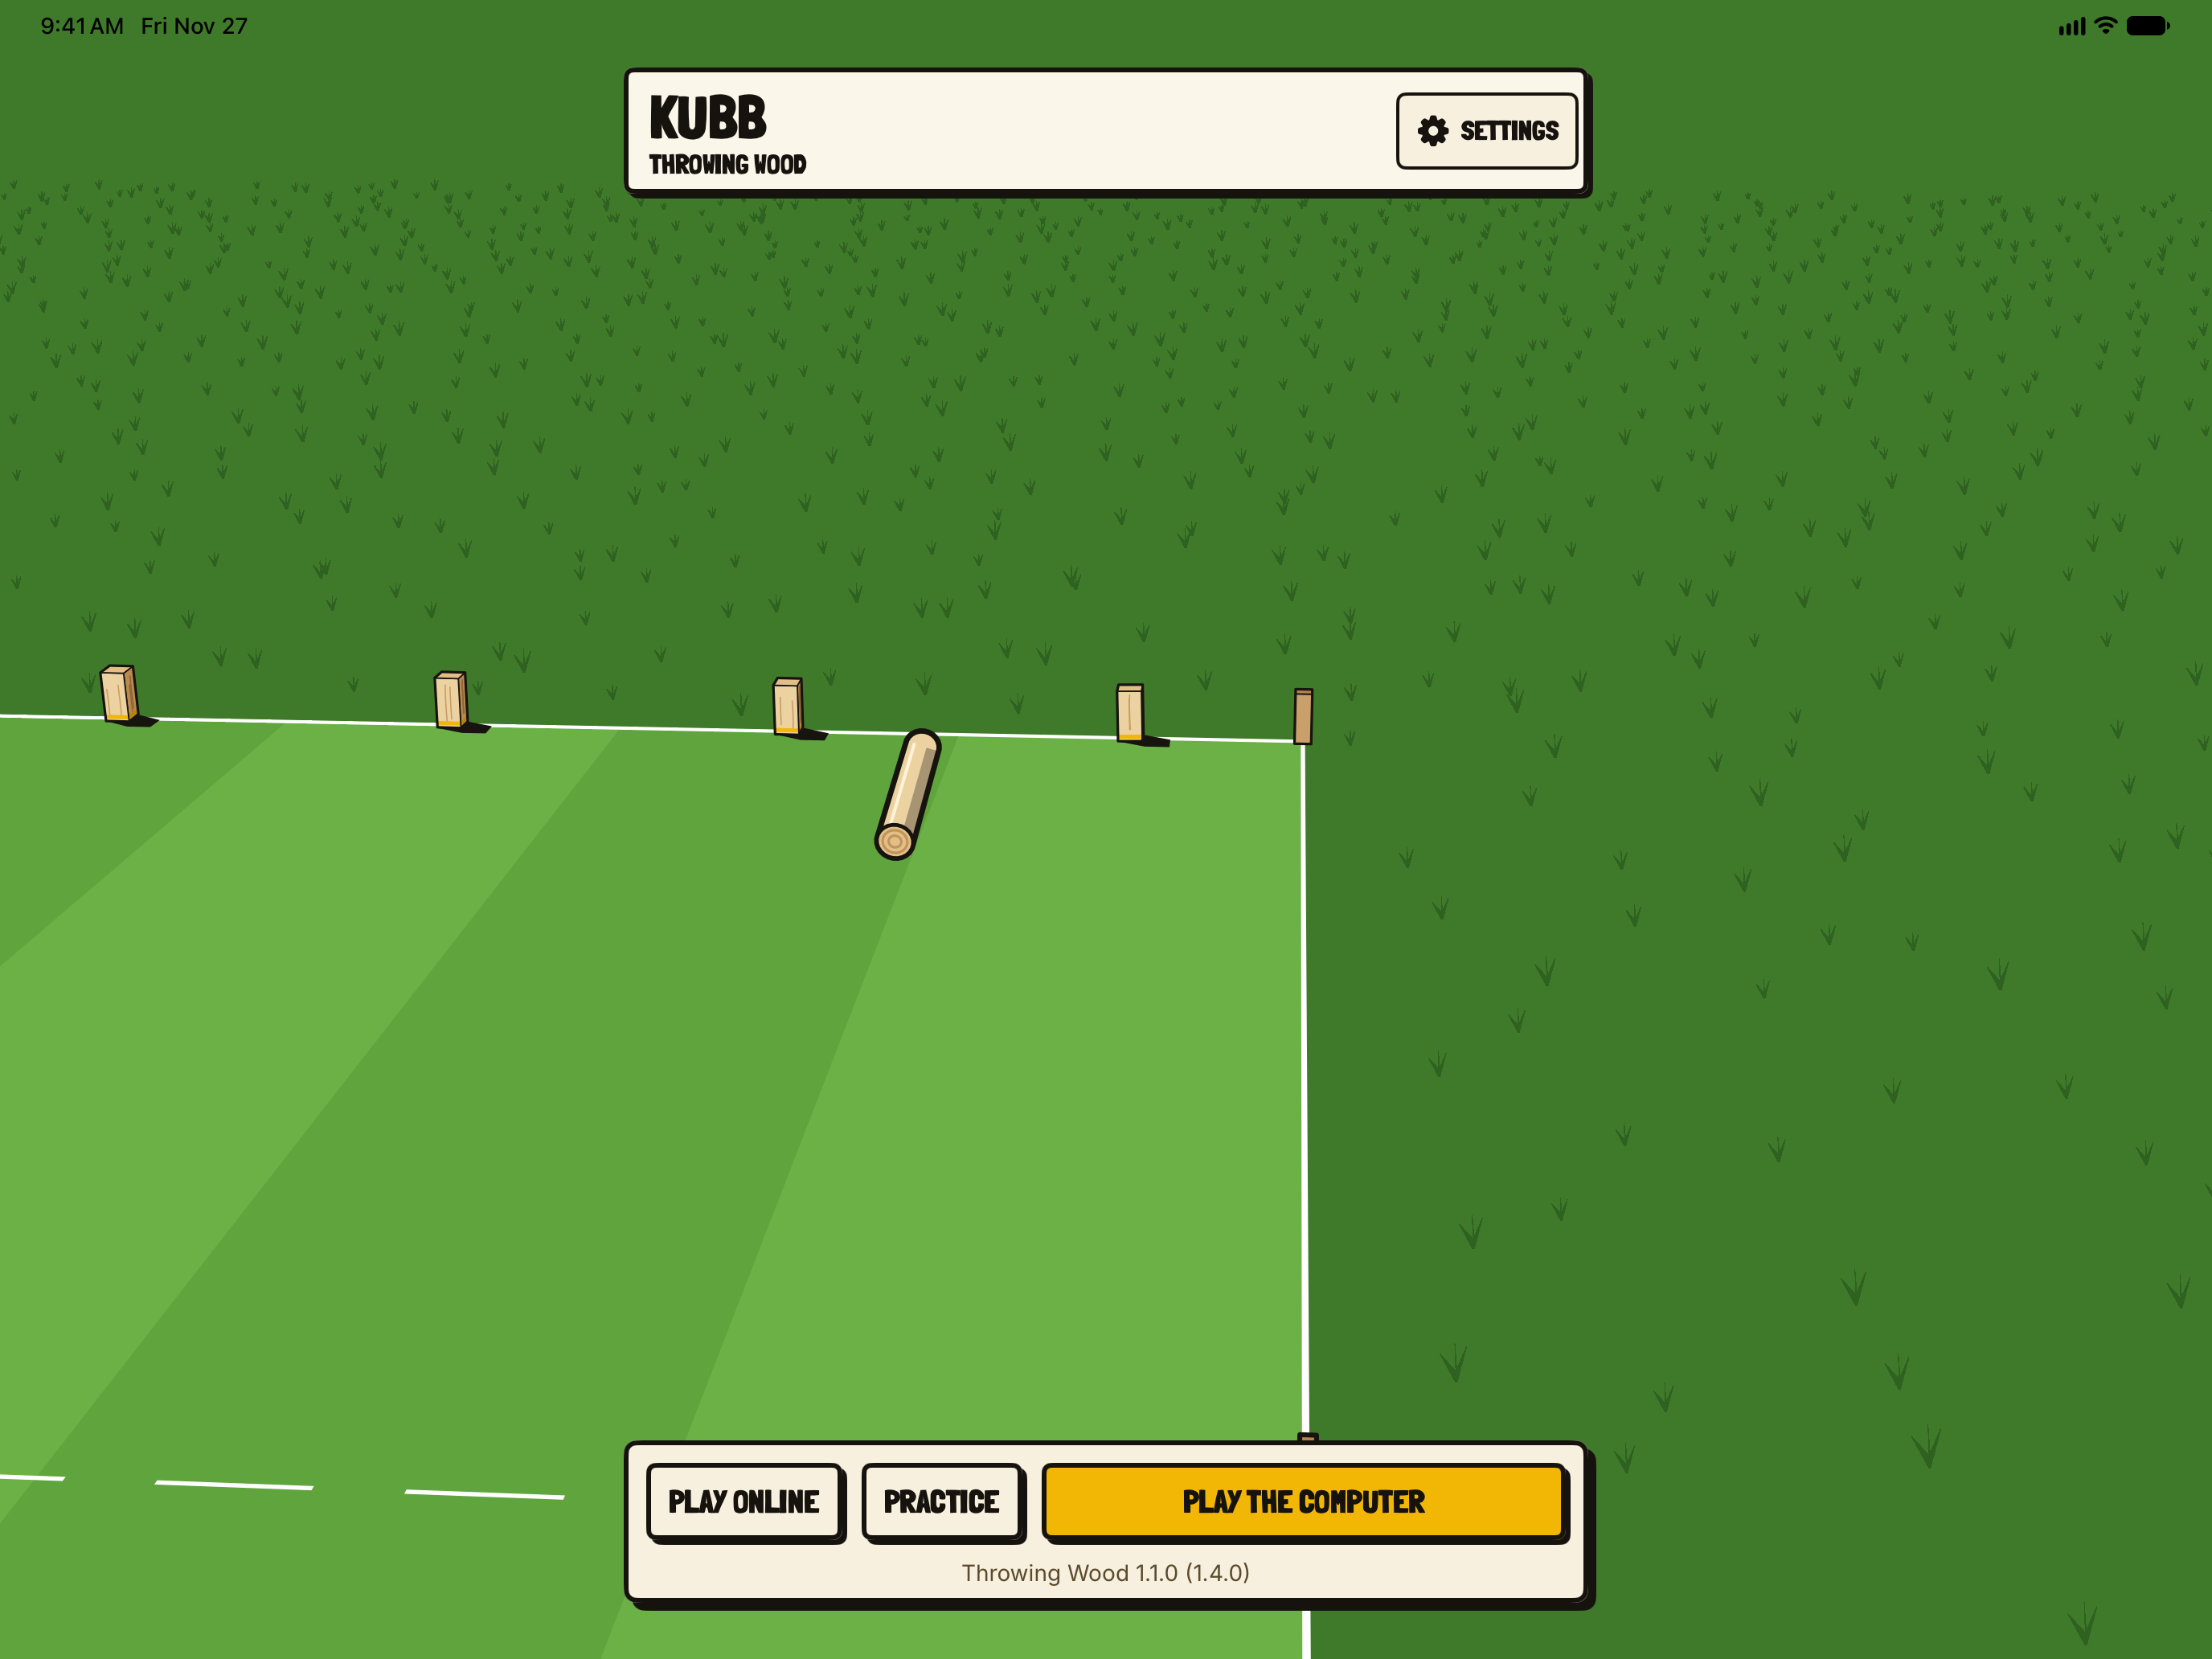 9:41 AM Fri Nov 27
KUBB
THROWING WOOD
SETTINGS
PLAY ONLINE
PRACTICE
PLAY THE COMPUTER
Throwing Wood 1.1.0 (1.4.0)